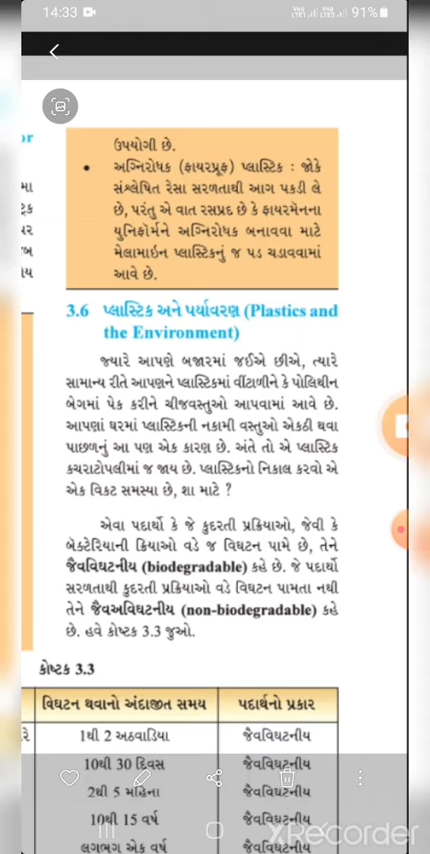 14:33
91%
or
ઉપયોગી છે.
• અગ્નિરોધક (ફાયરપ્રૂફ) પ્લાસ્ટિક : જોકે
સંશ્લેષિત રેસા સરળતાથી આગ પકડી લે
છે, પરંતુ એ વાત રસપ્રદ છે કે ફાયરમૅનના
યુનિફૉર્મને અગ્નિરોધક બનાવવા માટે
મેલામાઇન પ્લાસ્ટિકનું જ પડ ચડાવવામાં
આવે છે.
3.6 પ્લાસ્ટિક અને પર્યાવરણ (Plastics and
the Environment)
જ્યારે આપણે બજારમાં જઈએ છીએ, ત્યારે
સામાન્ય રીતે આપણને પ્લાસ્ટિકમાં વીંટાળીને કે પોલિથીન
બેગમાં પેક કરીને ચીજવસ્તુઓ આપવામાં આવે છે.
આપણાં ઘરમાં પ્લાસ્ટિકની નકામી વસ્તુઓ એકઠી થવા
પાછળનું આ પણ એક કારણ છે. અંતે તો એ પ્લાસ્ટિક
કચરાટોપલીમાં જ જાય છે. પ્લાસ્ટિકનો નિકાલ કરવો એ
એક વિકટ સમસ્યા છે, શા માટે ?
એવા પદાર્થો કે જે કુદરતી પ્રક્રિયાઓ, જેવી કે
બૅક્ટેરિયાની ક્રિયાઓ વડે જ વિઘટન પામે છે, તેને
જૈવવિઘટનીય (biodegradable) કહે છે. જે પદાર્થો
સરળતાથી કુદરતી પ્રક્રિયાઓ વડે વિઘટન પામતા નથી
તેને જૈવઅવિઘટનીય (non-biodegradable) કહે
છે. હવે કોષ્ટક 3.3 જુઓ.
કોષ્ટક 3.3
વિઘટન થવાનો અંદાજીત સમય પદાર્થનો પ્રકાર
1થી 2 અઠવાડિયા જૈવવિઘટનીય
10થી 30 દિવસ જૈવવિઘટનીય
2થી 5 મહિના જૈવવિઘટનીય
10થી 15 વર્ષ જૈવવિઘટનીય
લગભગ એક વર્ષ જૈવવિઘટનીય
XRecorder